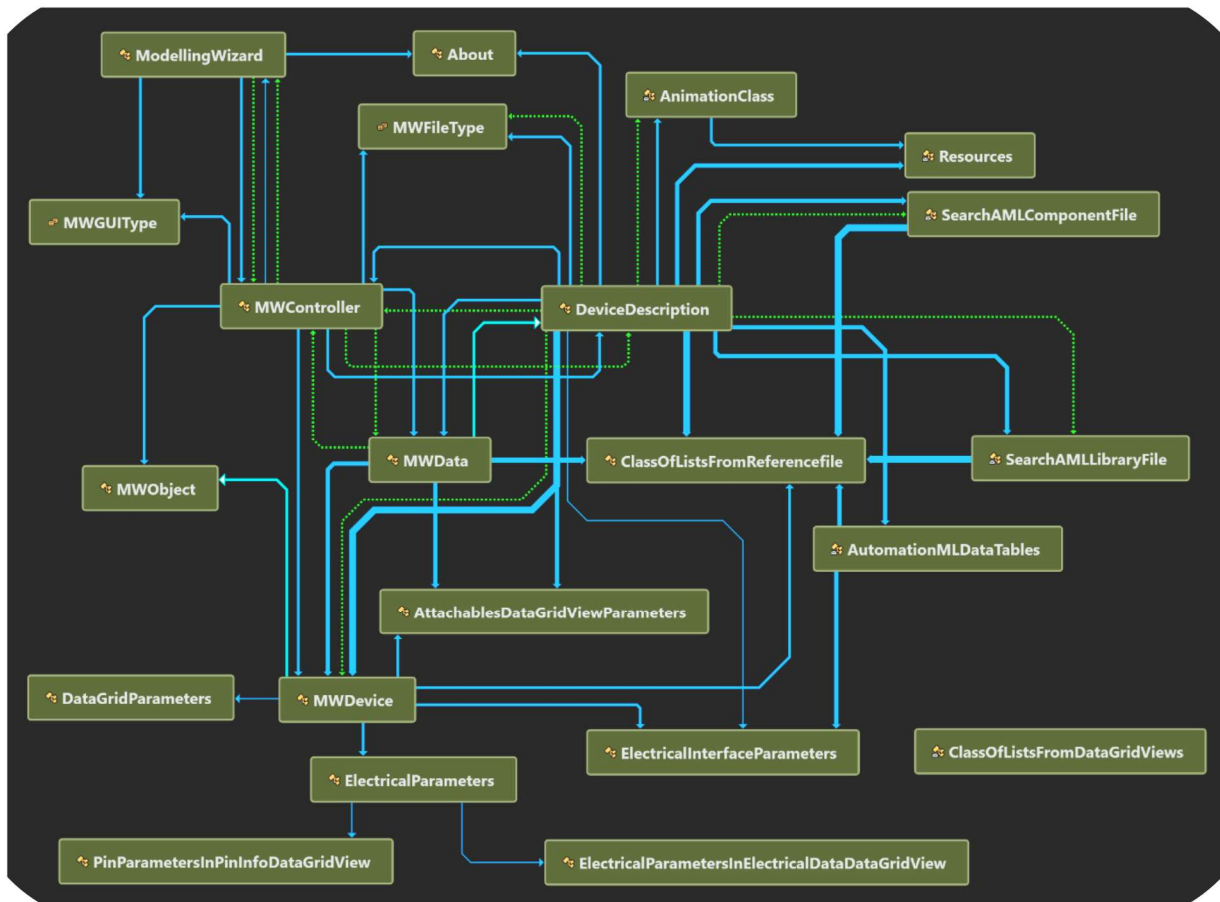 ModellingWizard
About
AnimationClass
MWFileType
Resources
MWGUIType
SearchAMLComponentFile
MWController
DeviceDescription
MWData
ClassOfListsFromReferencefile
SearchAMLLibraryFile
MWObject
AutomationMLDataTables
AttachablesDataGridViewParameters
DataGridParameters
MWDevice
ElectricalInterfaceParameters
ClassOfListsFromDataGridViews
ElectricalParameters
PinParametersInPinInfoDataGridView
ElectricalParametersInElectricalDataDataGridView